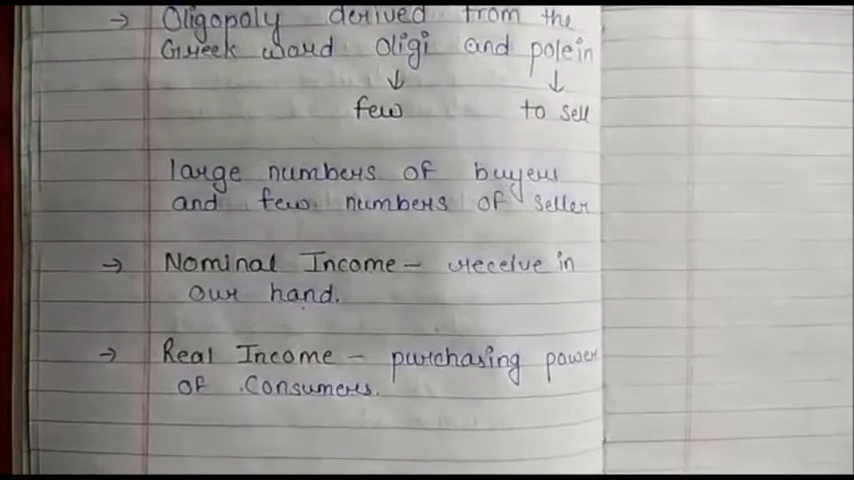 → Oligopoly derived from the
Greek word Oligi and polein
↓ ↓
few to sell
large numbers of buyers
and few numbers of seller
→ Nominal Income - receive in
our hand.
→ Real Income - purchasing power
of consumers.